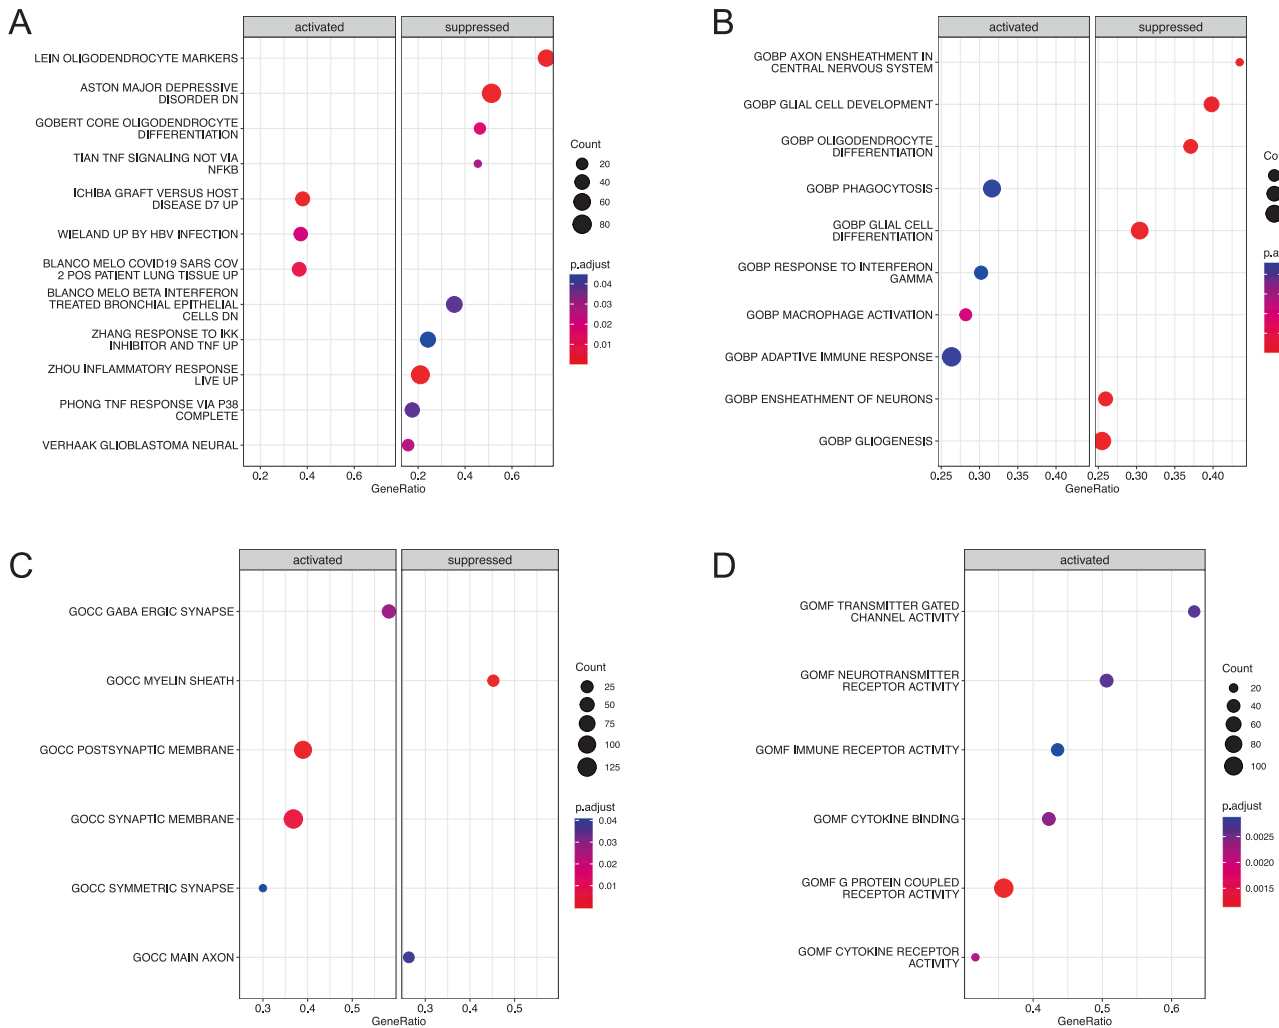 A
activated
suppressed
LEIN OLIGODENDROCYTE MARKERS
ASTON MAJOR DEPRESSIVE
DISORDER DN
GOBERT CORE OLIGODENDROCYTE
DIFFERENTIATION
TIAN TNF SIGNALING NOT VIA
NFKB
ICHIBA GRAFT VERSUS HOST
DISEASE D7 UP
WIELAND UP BY HBV INFECTION
BLANCO MELO COVID19 SARS COV
2 POS PATIENT LUNG TISSUE UP
BLANCO MELO BETA INTERFERON
TREATED BRONCHIAL EPITHELIAL
CELLS DN
ZHANG RESPONSE TO IKK
INHIBITOR AND TNF UP
ZHOU INFLAMMATORY RESPONSE
LIVE UP
PHONG TNF RESPONSE VIA P38
COMPLETE
VERHAAK GLIOBLASTOMA NEURAL
0.2 0.4 0.6
0.2 0.4 0.6
GeneRatio
Count
20
40
60
80
p.adjust
0.04
0.03
0.02
0.01
B
activated
suppressed
GOBP AXON ENSHEATHMENT IN
CENTRAL NERVOUS SYSTEM
GOBP GLIAL CELL DEVELOPMENT
GOBP OLIGODENDROCYTE
DIFFERENTIATION
GOBP PHAGOCYTOSIS
GOBP GLIAL CELL
DIFFERENTIATION
GOBP RESPONSE TO INTERFERON
GAMMA
GOBP MACROPHAGE ACTIVATION
GOBP ADAPTIVE IMMUNE RESPONSE
GOBP ENSHEATHMENT OF NEURONS
GOBP GLIOGENESIS
0.25 0.30 0.35 0.40
0.25 0.30 0.35 0.40
GeneRatio
Co
p.a
C
activated
suppressed
GOCC GABA ERGIC SYNAPSE
GOCC MYELIN SHEATH
GOCC POSTSYNAPTIC MEMBRANE
GOCC SYNAPTIC MEMBRANE
GOCC SYMMETRIC SYNAPSE
GOCC MAIN AXON
0.3 0.4 0.5
0.3 0.4 0.5
GeneRatio
Count
25
50
75
100
125
p.adjust
0.04
0.03
0.02
0.01
D
activated
GOMF TRANSMITTER GATED
CHANNEL ACTIVITY
GOMF NEUROTRANSMITTER
RECEPTOR ACTIVITY
GOMF IMMUNE RECEPTOR ACTIVITY
GOMF CYTOKINE BINDING
GOMF G PROTEIN COUPLED
RECEPTOR ACTIVITY
GOMF CYTOKINE RECEPTOR
ACTIVITY
0.4 0.5 0.6
GeneRatio
Count
20
40
60
80
100
p.adjust
0.0025
0.0020
0.0015